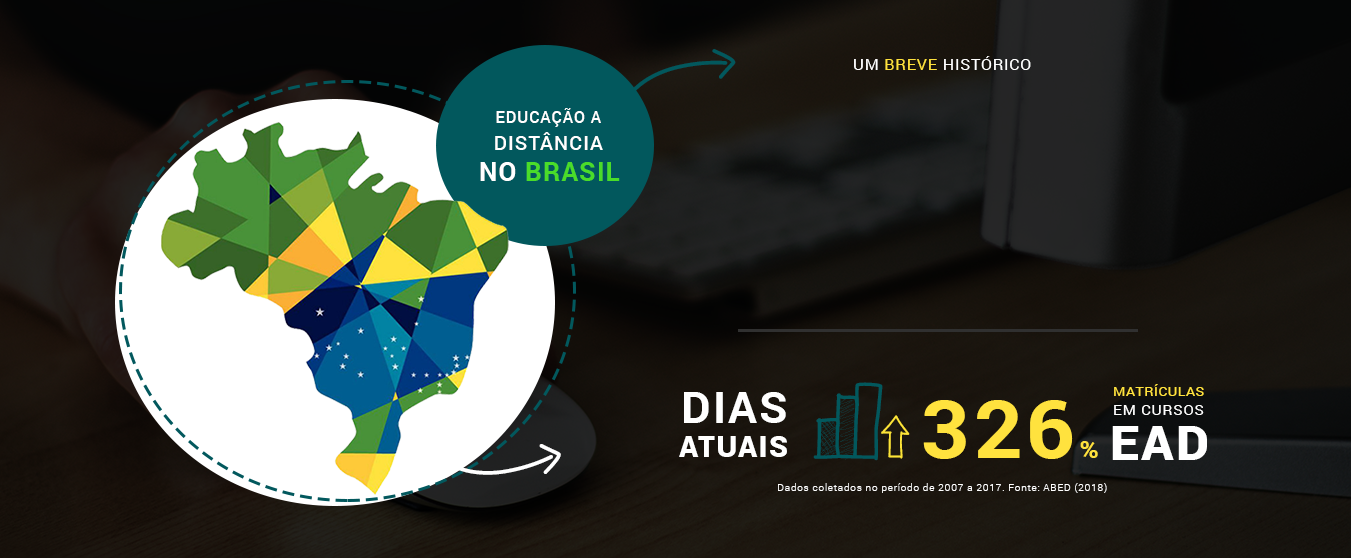 EDUCAÇÃO A
DISTÂNCIA
NO BRASIL
UM BREVE HISTÓRICO
DIAS
ATUAIS
326%
MATRÍCULAS
EM CURSOS
EAD
Dados coletados no período de 2007 a 2017. Fonte: ABED (2018)